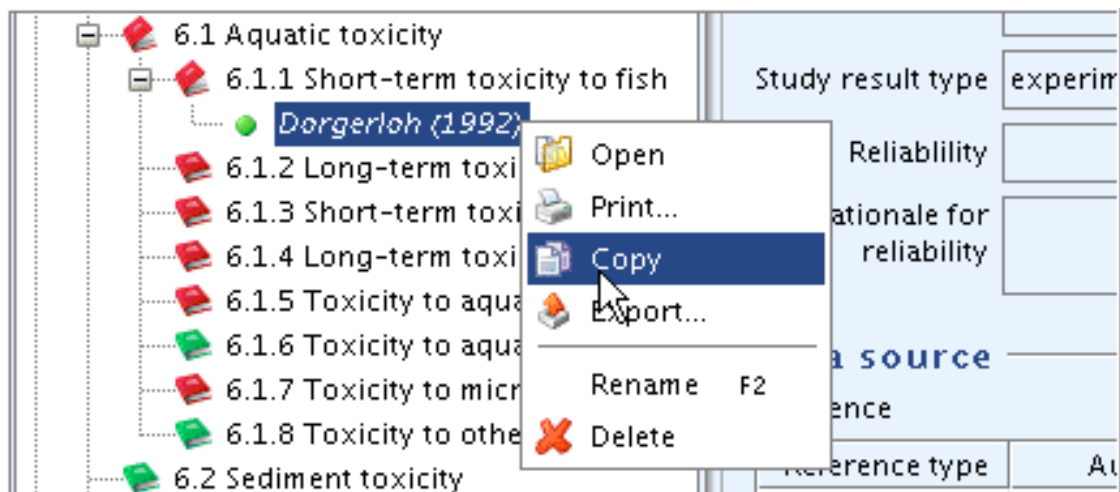 6.1 Aquatic toxicity
6.1.1 Short-term toxicity to fish
Dorgerloh (1992)
6.1.2 Long-term toxi
6.1.3 Short-term toxi
6.1.4 Long-term toxi
6.1.5 Toxicity to aqua
6.1.6 Toxicity to aqua
6.1.7 Toxicity to micr
6.1.8 Toxicity to othe
6.2 Sediment toxicity
Open
Print...
Copy
Export...
Rename F2
Delete
Study result type experim
Reliablility
ationale for
reliability
a source
ence
Reference type Au